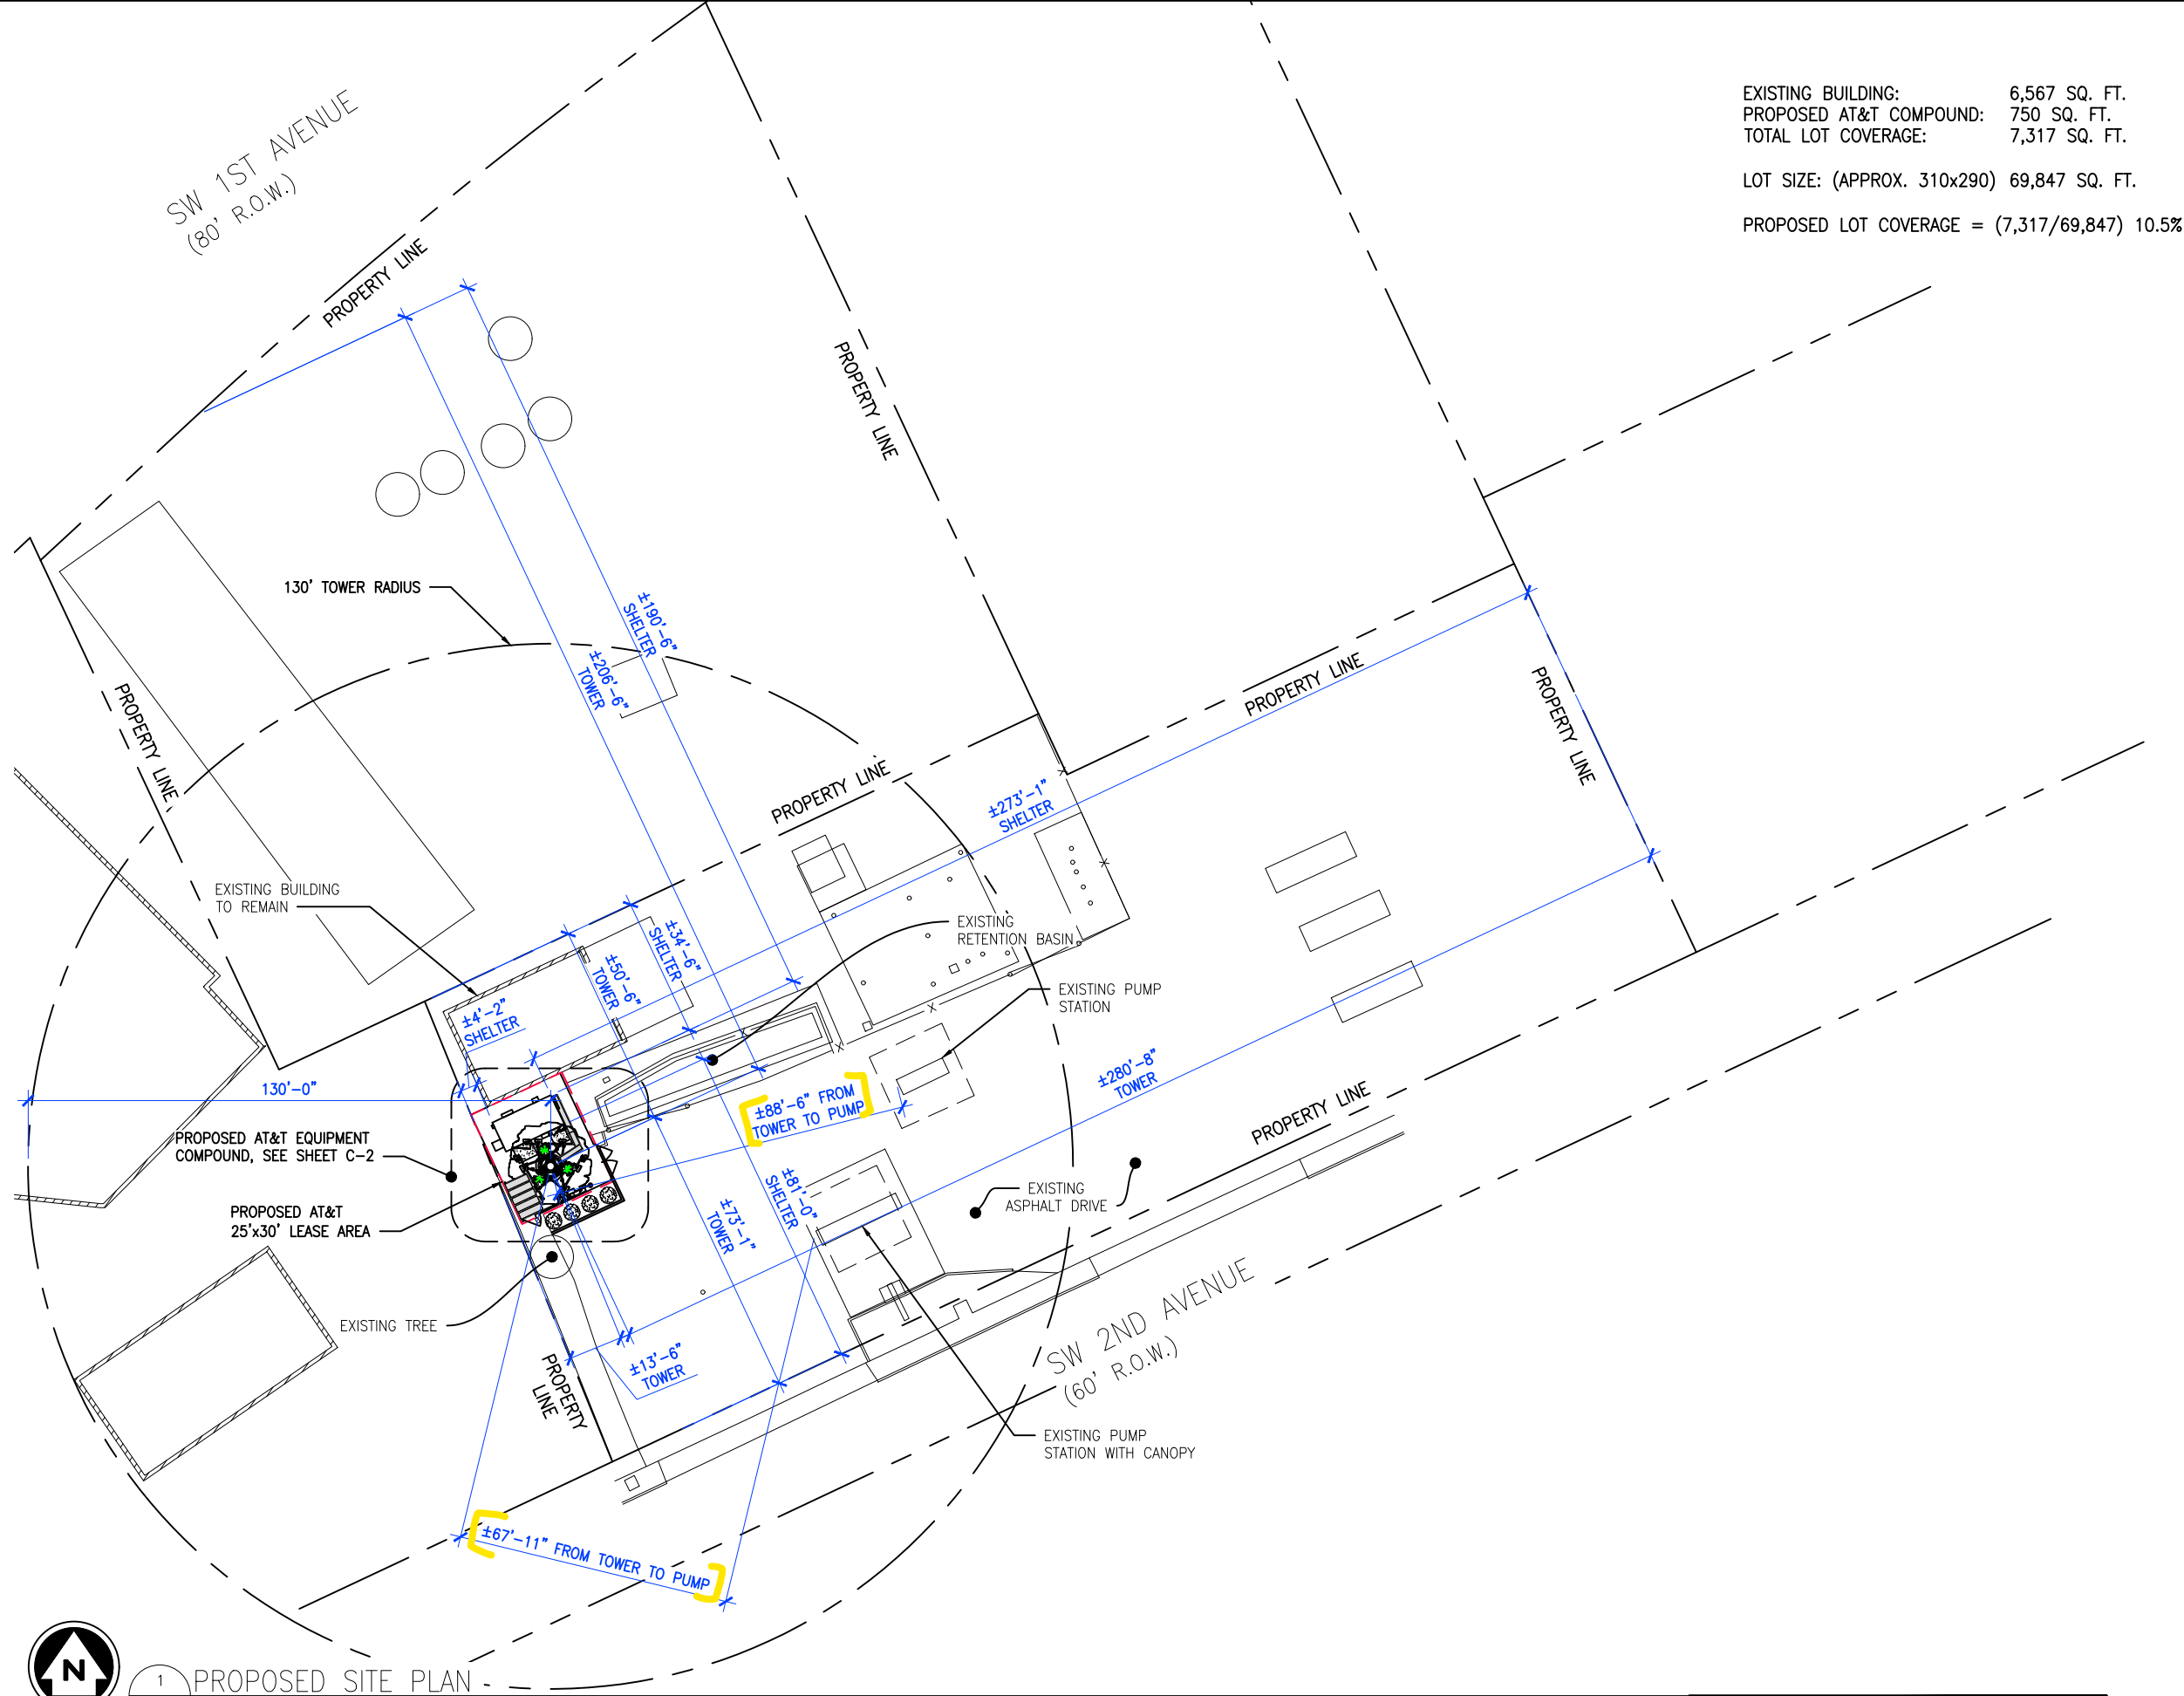 EXISTING BUILDING: 6,567 SQ. FT.
PROPOSED AT&T COMPOUND: 750 SQ. FT.
TOTAL LOT COVERAGE: 7,317 SQ. FT.
LOT SIZE: (APPROX. 310x290) 69,847 SQ. FT.
PROPOSED LOT COVERAGE = (7,317/69,847) 10.5%
SW 1ST AVENUE
(80' R.O.W.)
PROPERTY LINE
PROPERTY LINE
130' TOWER RADIUS
±190'-6"
SHELTER
±206'-6"
TOWER
PROPERTY LINE
PROPERTY LINE
PROPERTY LINE
PROPERTY LINE
±273'-1"
SHELTER
EXISTING BUILDING
TO REMAIN
±34'-6"
SHELTER
±50'-6"
TOWER
EXISTING
RETENTION BASIN
±4'-2"
SHELTER
EXISTING PUMP
STATION
130'-0"
±88'-6" FROM
TOWER TO PUMP
±280'-8"
TOWER
PROPERTY LINE
PROPOSED AT&T EQUIPMENT
COMPOUND, SEE SHEET C-2
±81'-0"
SHELTER
±73'-1"
TOWER
EXISTING
ASPHALT DRIVE
PROPOSED AT&T
25'x30' LEASE AREA
EXISTING TREE
SW 2ND AVENUE
(60' R.O.W.)
±13'-6"
TOWER
PROPERTY
LINE
EXISTING PUMP
STATION WITH CANOPY
±67'-11" FROM TOWER TO PUMP
N
1
PROPOSED SITE PLAN